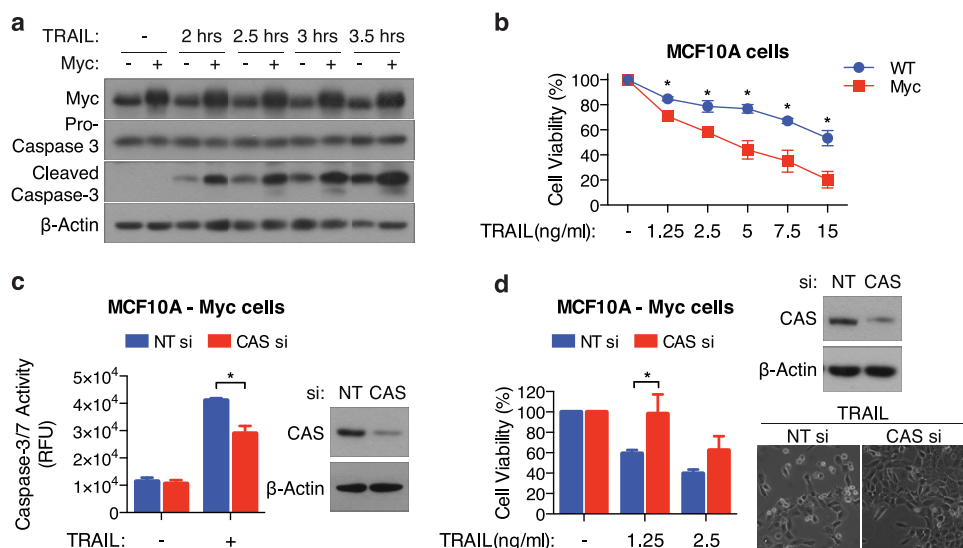 a
TRAIL: - 2 hrs 2.5 hrs 3 hrs 3.5 hrs
Myc: - + - + - + - + - +
Myc
Pro-
Caspase 3
Cleaved
Caspase-3
β-Actin
b
MCF10A cells
WT
Myc
Cell Viability (%)
100
80
60
40
20
0
* * * * *
TRAIL(ng/ml): - 1.25 2.5 5 7.5 15
c
MCF10A - Myc cells
NT si CAS si
Caspase-3/7 Activity
(RFU)
5×10⁴
4×10⁴
3×10⁴
2×10⁴
1×10⁴
0
*
TRAIL: - +
si: NT CAS
CAS
β-Actin
d
MCF10A - Myc cells
NT si CAS si
Cell Viability (%)
120
100
80
60
40
20
0
*
TRAIL(ng/ml): - 1.25 2.5
si: NT CAS
CAS
β-Actin
TRAIL
NT si CAS si